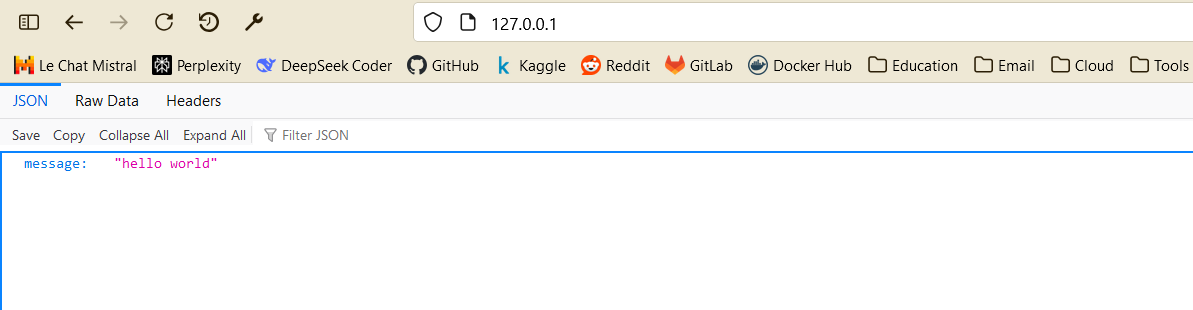 127.0.0.1
Le Chat Mistral Perplexity DeepSeek Coder GitHub Kaggle Reddit GitLab Docker Hub Education Email Cloud Tools
JSON Raw Data Headers
Save Copy Collapse All Expand All Filter JSON
message: "hello world"